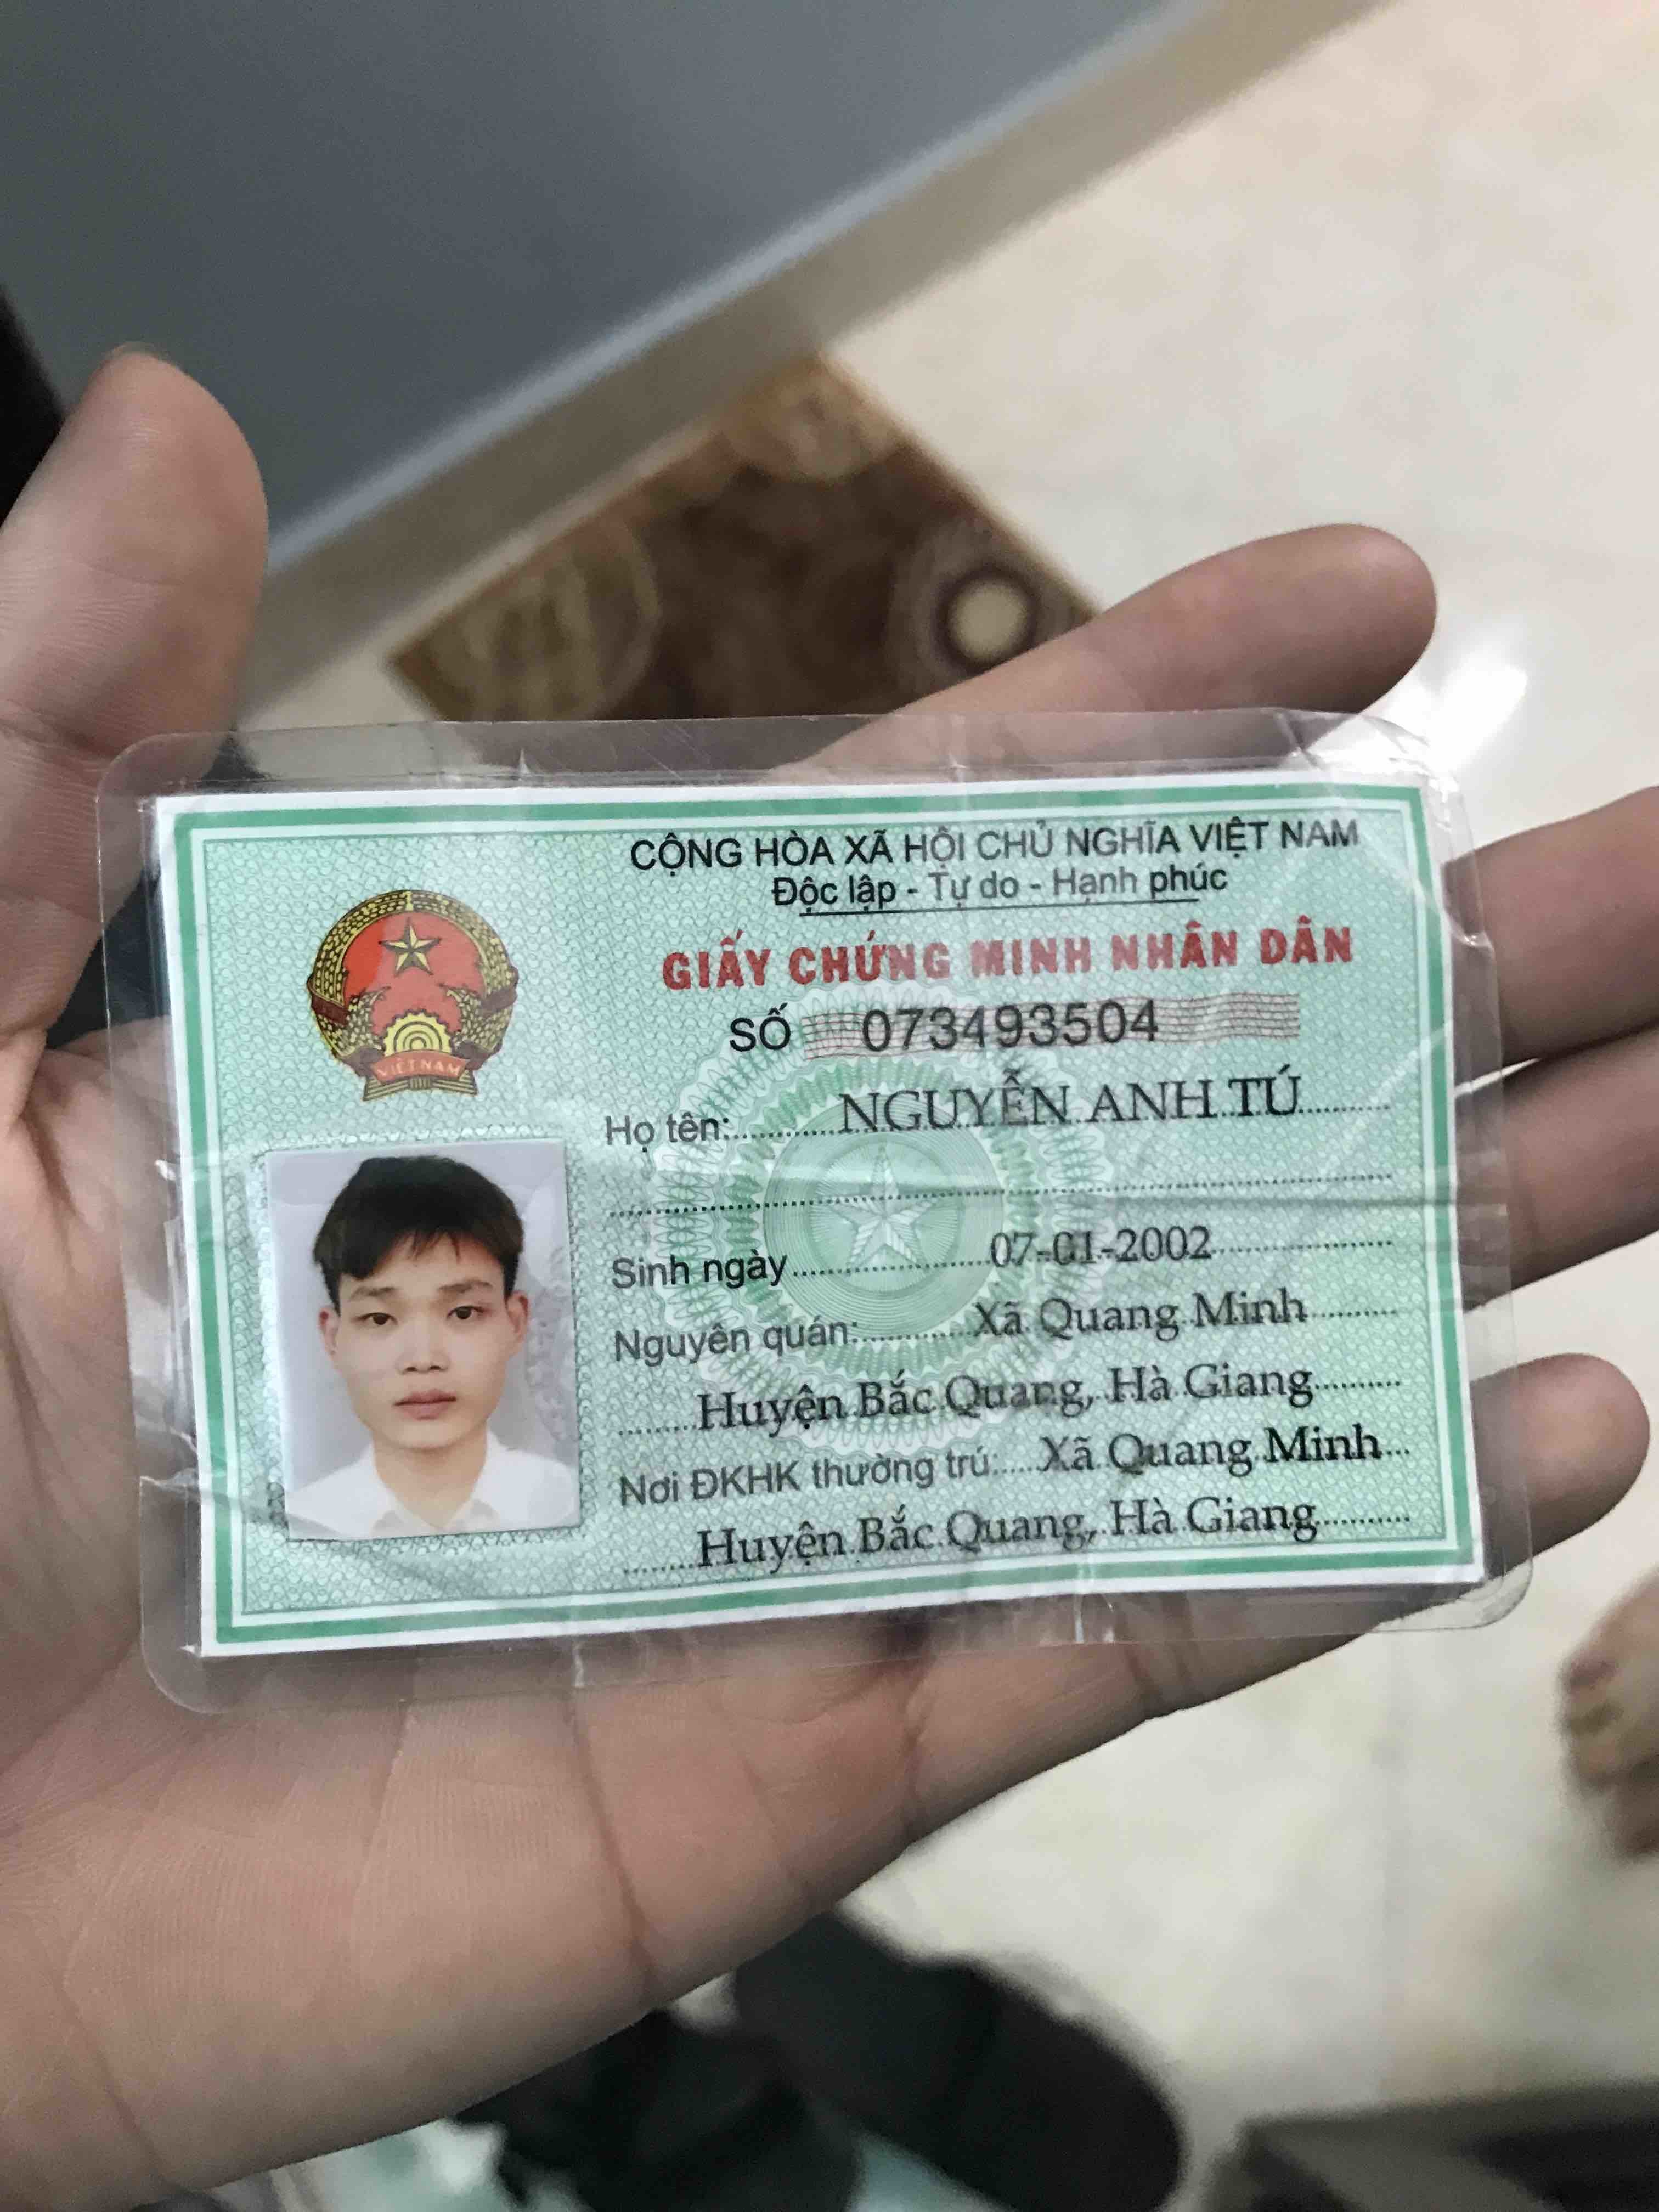 CỘNG HÒA XÃ HỘI CHỦ NGHĨA VIỆT NAM
Độc lập - Tự do - Hạnh phúc
GIẤY CHỨNG MINH NHÂN DÂN
SỐ 073493504
Họ tên: NGUYỄN ANH TÚ
Sinh ngày 07-01-2002
Nguyên quán: Xã Quang Minh
Huyện Bắc Quang, Hà Giang
Nơi ĐKHK thường trú: Xã Quang Minh
Huyện Bắc Quang, Hà Giang
VIỆT NAM